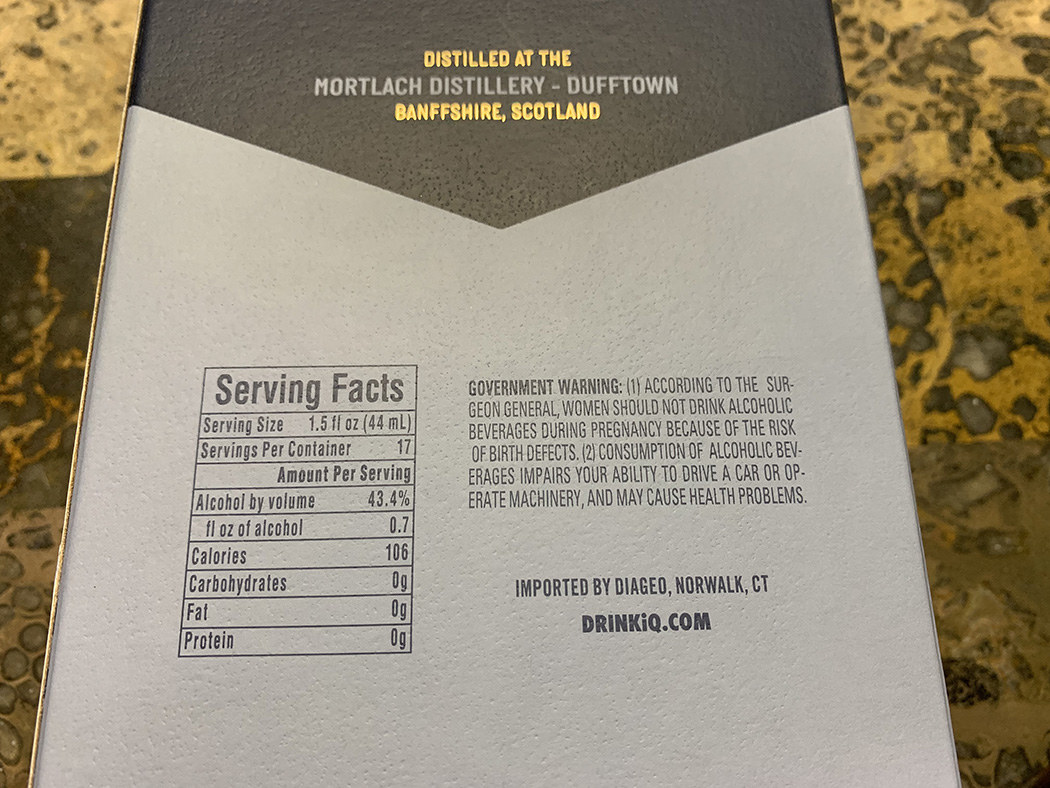 DISTILLED AT THE
MORTLACH DISTILLERY - DUFFTOWN
BANFFSHIRE, SCOTLAND
Serving Facts
Serving Size 1.5 fl oz (44 mL)
Servings Per Container 17
Amount Per Serving
Alcohol by volume 43.4%
fl oz of alcohol 0.7
Calories 106
Carbohydrates 0g
Fat 0g
Protein 0g
GOVERNMENT WARNING: (1) ACCORDING TO THE SUR-
GEON GENERAL, WOMEN SHOULD NOT DRINK ALCOHOLIC
BEVERAGES DURING PREGNANCY BECAUSE OF THE RISK
OF BIRTH DEFECTS. (2) CONSUMPTION OF ALCOHOLIC BEV-
ERAGES IMPAIRS YOUR ABILITY TO DRIVE A CAR OR OP-
ERATE MACHINERY, AND MAY CAUSE HEALTH PROBLEMS.
IMPORTED BY DIAGEO, NORWALK, CT
DRINKiQ.COM